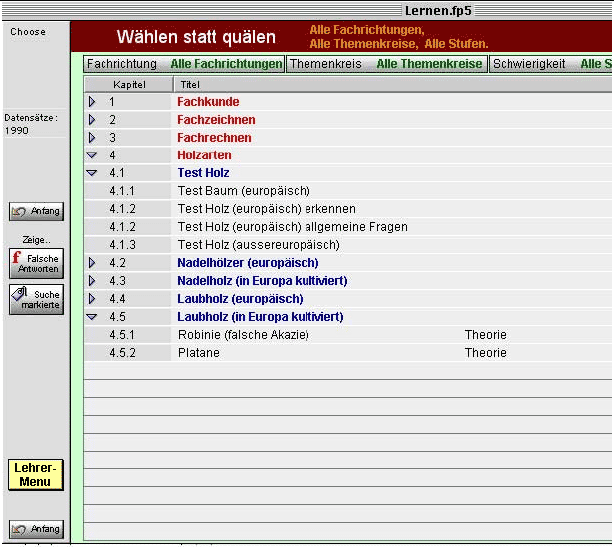 Lernen.fp5
Choose
Wählen statt quälen
Alle Fachrichtungen,
Alle Themenkreise, Alle Stufen.
Fachrichtung Alle Fachrichtungen Themenkreis Alle Themenkreise Schwierigkeit Alle S
Kapitel Titel
1 Fachkunde
2 Fachzeichnen
3 Fachrechnen
4 Holzarten
4.1 Test Holz
4.1.1 Test Baum (europäisch)
4.1.2 Test Holz (europäisch) erkennen
4.1.2 Test Holz (europäisch) allgemeine Fragen
4.1.3 Test Holz (aussereuropäisch)
4.2 Nadelhölzer (europäisch)
4.3 Nadelholz (in Europa kultiviert)
4.4 Laubholz (europäisch)
4.5 Laubholz (in Europa kultiviert)
4.5.1 Robinie (falsche Akazie) Theorie
4.5.2 Platane Theorie
Datensätze:
1990
Anfang
Zeige..
f Falsche
Antworten
Suche
markierte
Lehrer-
Menu
Anfang